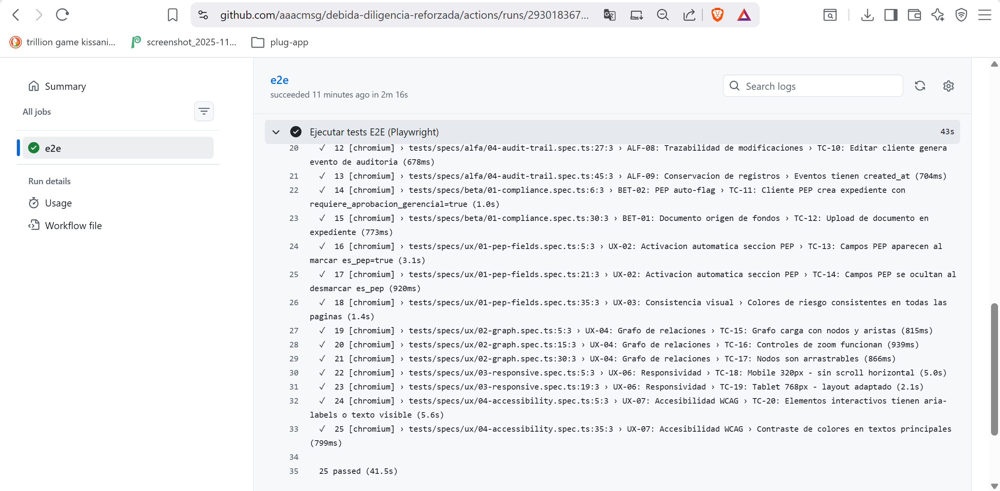 github.com/aaacmsg/debida-diligencia-reforzada/actions/runs/293018367...
trillion game kissani...
screenshot_2025-11...
plug-app
Summary
All jobs
e2e
Run details
Usage
Workflow file
e2e
succeeded 11 minutes ago in 2m 16s
Search logs
Ejecutar tests E2E (Playwright)
43s
20 ✓ 12 [chromium] › tests/specs/alfa/04-audit-trail.spec.ts:27:3 › ALF-08: Trazabilidad de modificaciones › TC-10: Editar cliente genera
evento de auditoria (678ms)
21 ✓ 13 [chromium] › tests/specs/alfa/04-audit-trail.spec.ts:45:3 › ALF-09: Conservacion de registros › Eventos tienen created_at (704ms)
22 ✓ 14 [chromium] › tests/specs/beta/01-compliance.spec.ts:6:3 › BET-02: PEP auto-flag › TC-11: Cliente PEP crea expediente con
requiere_aprobacion_gerencial=true (1.0s)
23 ✓ 15 [chromium] › tests/specs/beta/01-compliance.spec.ts:30:3 › BET-01: Documento origen de fondos › TC-12: Upload de documento en
expediente (773ms)
24 ✓ 16 [chromium] › tests/specs/ux/01-pep-fields.spec.ts:5:3 › UX-02: Activacion automatica seccion PEP › TC-13: Campos PEP aparecen al
marcar es_pep=true (3.1s)
25 ✓ 17 [chromium] › tests/specs/ux/01-pep-fields.spec.ts:21:3 › UX-02: Activacion automatica seccion PEP › TC-14: Campos PEP se ocultan al
desmarcar es_pep (920ms)
26 ✓ 18 [chromium] › tests/specs/ux/01-pep-fields.spec.ts:35:3 › UX-03: Consistencia visual › Colores de riesgo consistentes en todas las
paginas (1.4s)
27 ✓ 19 [chromium] › tests/specs/ux/02-graph.spec.ts:5:3 › UX-04: Grafo de relaciones › TC-15: Grafo carga con nodos y aristas (815ms)
28 ✓ 20 [chromium] › tests/specs/ux/02-graph.spec.ts:15:3 › UX-04: Grafo de relaciones › TC-16: Controles de zoom funcionan (939ms)
29 ✓ 21 [chromium] › tests/specs/ux/02-graph.spec.ts:30:3 › UX-04: Grafo de relaciones › TC-17: Nodos son arrastrables (866ms)
30 ✓ 22 [chromium] › tests/specs/ux/03-responsive.spec.ts:5:3 › UX-06: Responsividad › TC-18: Mobile 320px - sin scroll horizontal (5.0s)
31 ✓ 23 [chromium] › tests/specs/ux/03-responsive.spec.ts:19:3 › UX-06: Responsividad › TC-19: Tablet 768px - layout adaptado (2.1s)
32 ✓ 24 [chromium] › tests/specs/ux/04-accessibility.spec.ts:5:3 › UX-07: Accesibilidad WCAG › TC-20: Elementos interactivos tienen aria-
labels o texto visible (5.6s)
33 ✓ 25 [chromium] › tests/specs/ux/04-accessibility.spec.ts:35:3 › UX-07: Accesibilidad WCAG › Contraste de colores en textos principales
(799ms)
34
35 25 passed (41.5s)